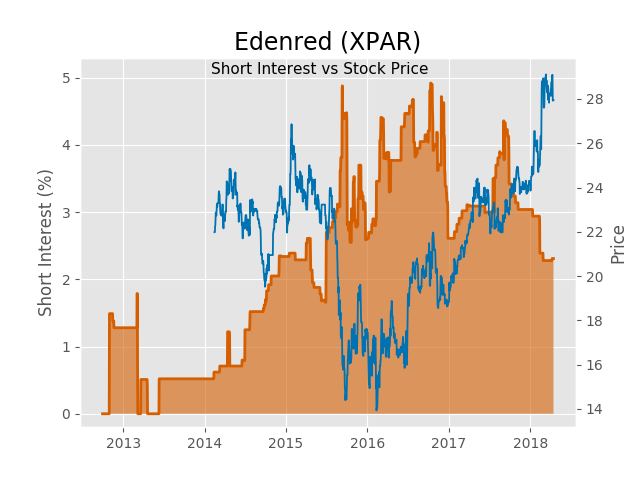 Edenred (XPAR)
Short Interest vs Stock Price
Short Interest (%)
5
4
3
2
1
0
28
26
24
22
20
18
16
14
Price
2013 2014 2015 2016 2017 2018